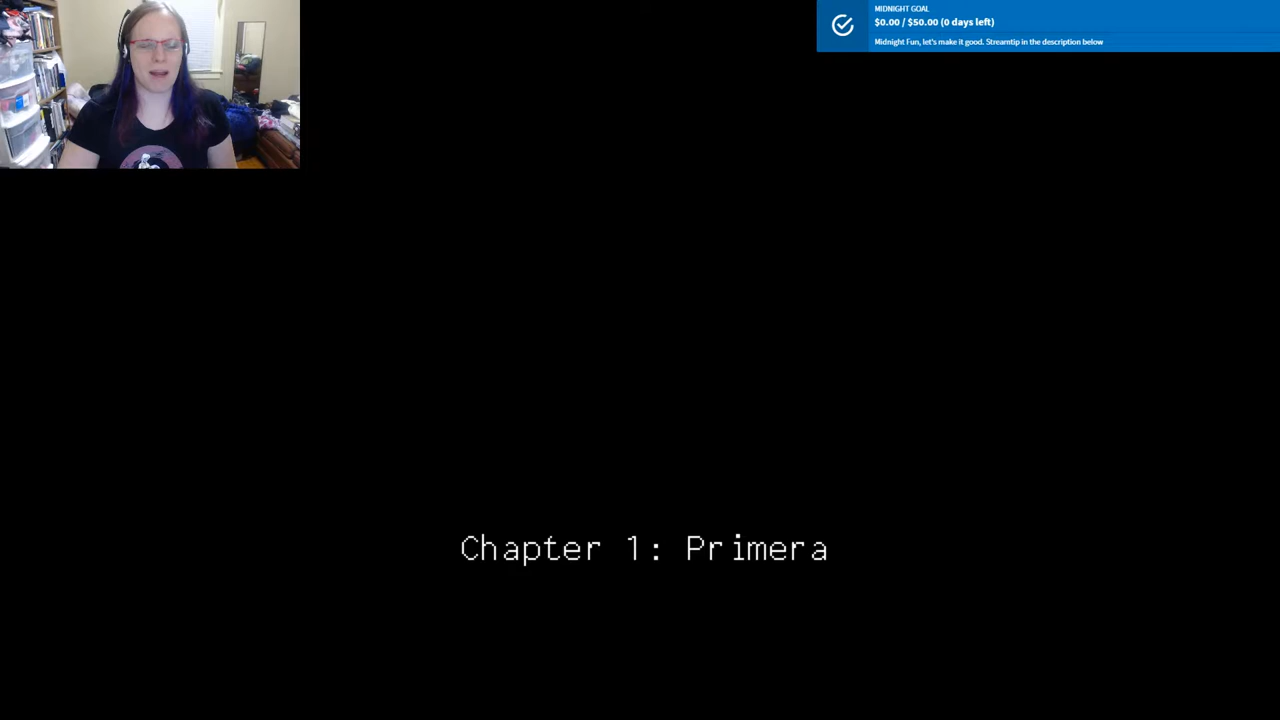 MIDNIGHT GOAL
$0.00 / $50.00 (0 days left)
Midnight Fun, let's make it good. Streamtip in the description below
Chapter 1: Primera